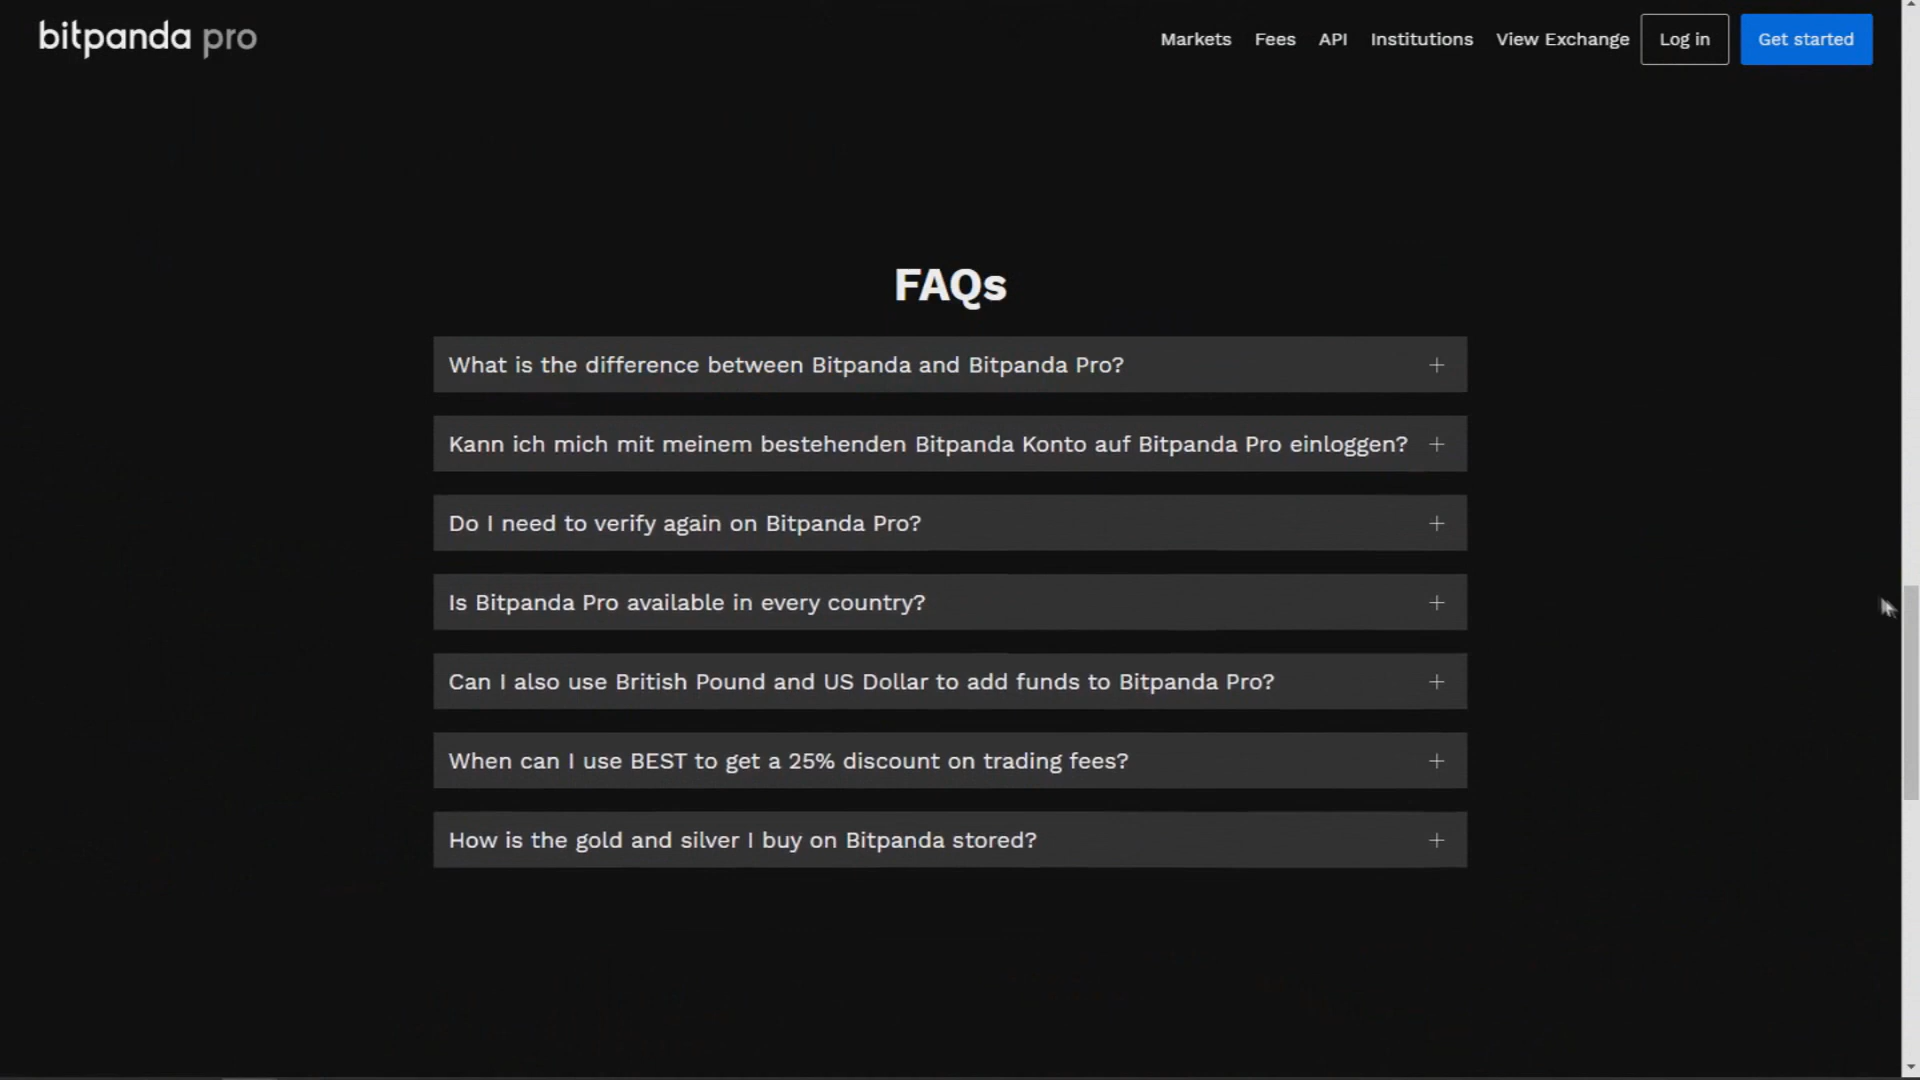 bitpanda pro
Markets Fees API Institutions View Exchange Log in Get started
FAQs
What is the difference between Bitpanda and Bitpanda Pro?
Kann ich mich mit meinem bestehenden Bitpanda Konto auf Bitpanda Pro einloggen?
Do I need to verify again on Bitpanda Pro?
Is Bitpanda Pro available in every country?
Can I also use British Pound and US Dollar to add funds to Bitpanda Pro?
When can I use BEST to get a 25% discount on trading fees?
How is the gold and silver I buy on Bitpanda stored?